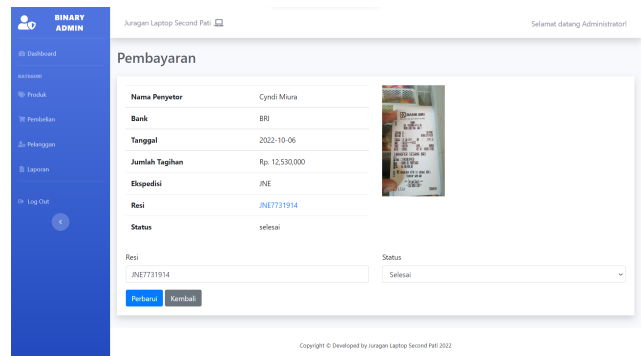 BINARY ADMIN
Juragan Laptop Second Pati
Selamat datang Administrator!
Dashboard
KATEGORI
Produk
Pembelian
Pelanggan
Laporan
Log Out
Pembayaran
Nama Penyetor Cyndi Miura
Bank BRI
Tanggal 2022-10-06
Jumlah Tagihan Rp. 12,530,000
Ekspedisi JNE
Resi JNE7731914
Status selesai
BANK BRI
Resi
JNE7731914
Status
Selesai
Perbarui Kembali
Copyright © Developed by Juragan Laptop Second Pati 2022